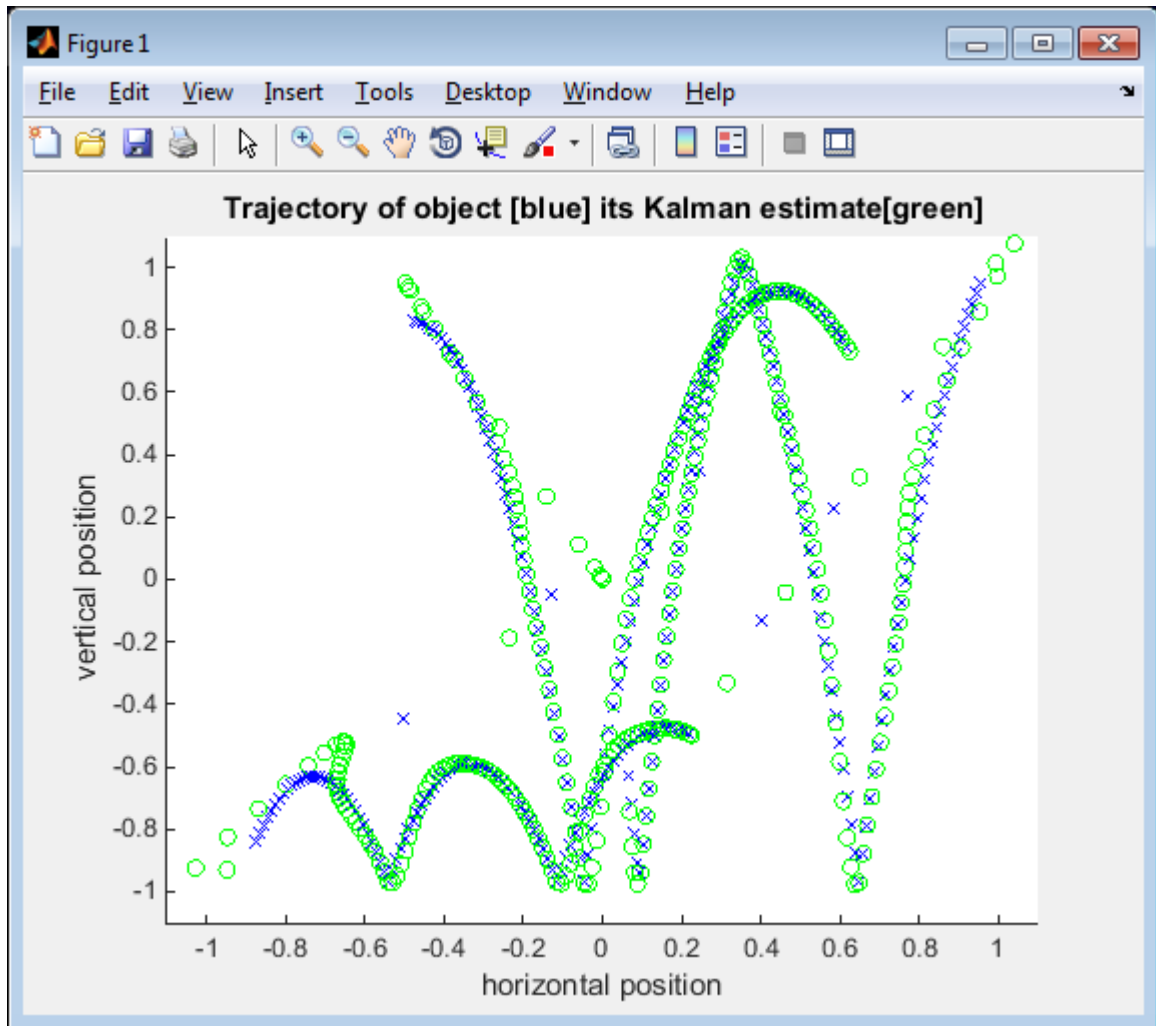 Figure 1
File Edit View Insert Tools Desktop Window Help
Trajectory of object [blue] its Kalman estimate[green]
1
0.8
0.6
0.4
0.2
0
-0.2
-0.4
-0.6
-0.8
-1
vertical position
-1 -0.8 -0.6 -0.4 -0.2 0 0.2 0.4 0.6 0.8 1
horizontal position